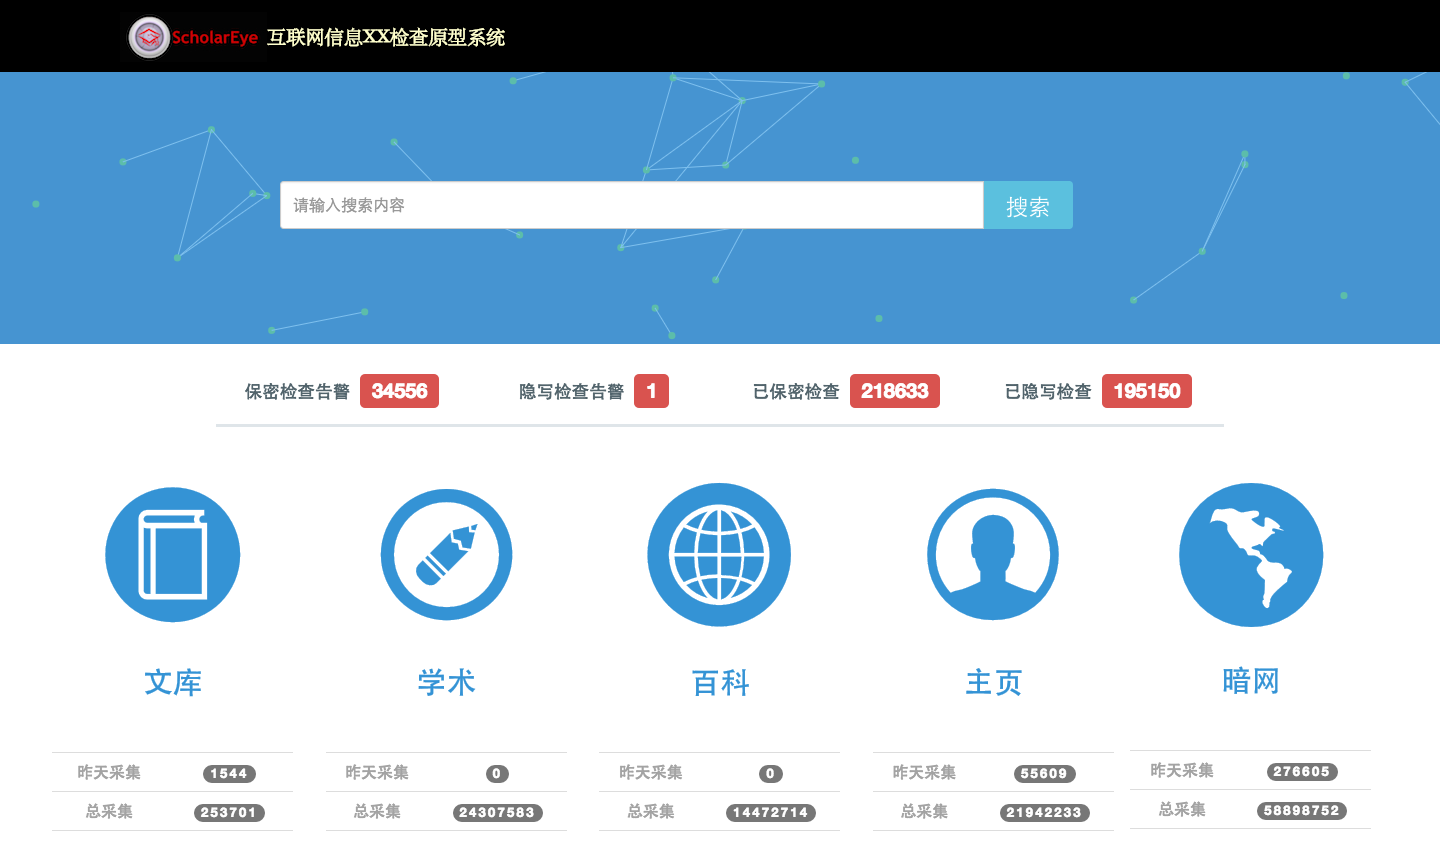 ScholarEye 互联网信息XX检查原型系统
请输入搜索内容 搜索
保密检查告警 34556 隐写检查告警 1 已保密检查 218633 已隐写检查 195150
文库 学术 百科 主页 暗网
昨天采集 1544 昨天采集 0 昨天采集 0 昨天采集 55609 昨天采集 276605
总采集 253701 总采集 24307583 总采集 14472714 总采集 21942233 总采集 58898752